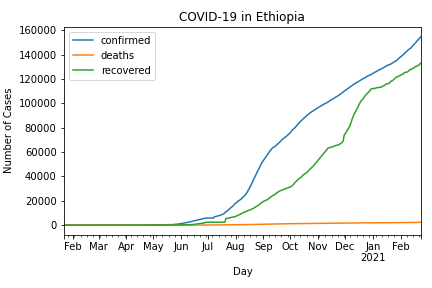 COVID-19 in Ethiopia
confirmed
deaths
recovered
Number of Cases
160000
140000
120000
100000
80000
60000
40000
20000
0
Feb Mar Apr May Jun Jul Aug Sep Oct Nov Dec Jan Feb
2021
Day